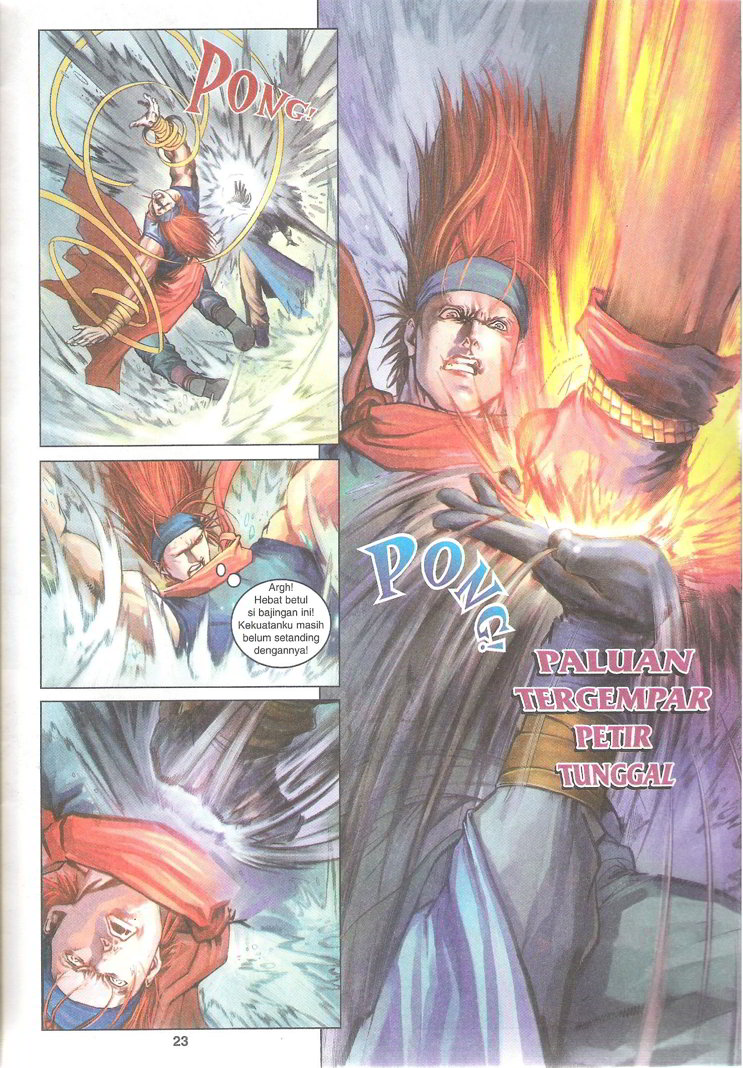 PONG!
Argh!
Hebat betul
si bajingan ini!
Kekuatanku masih
belum setanding
dengannya!
PONG!
PALUAN
TERGEMPAR
PETIR
TUNGGAL
23